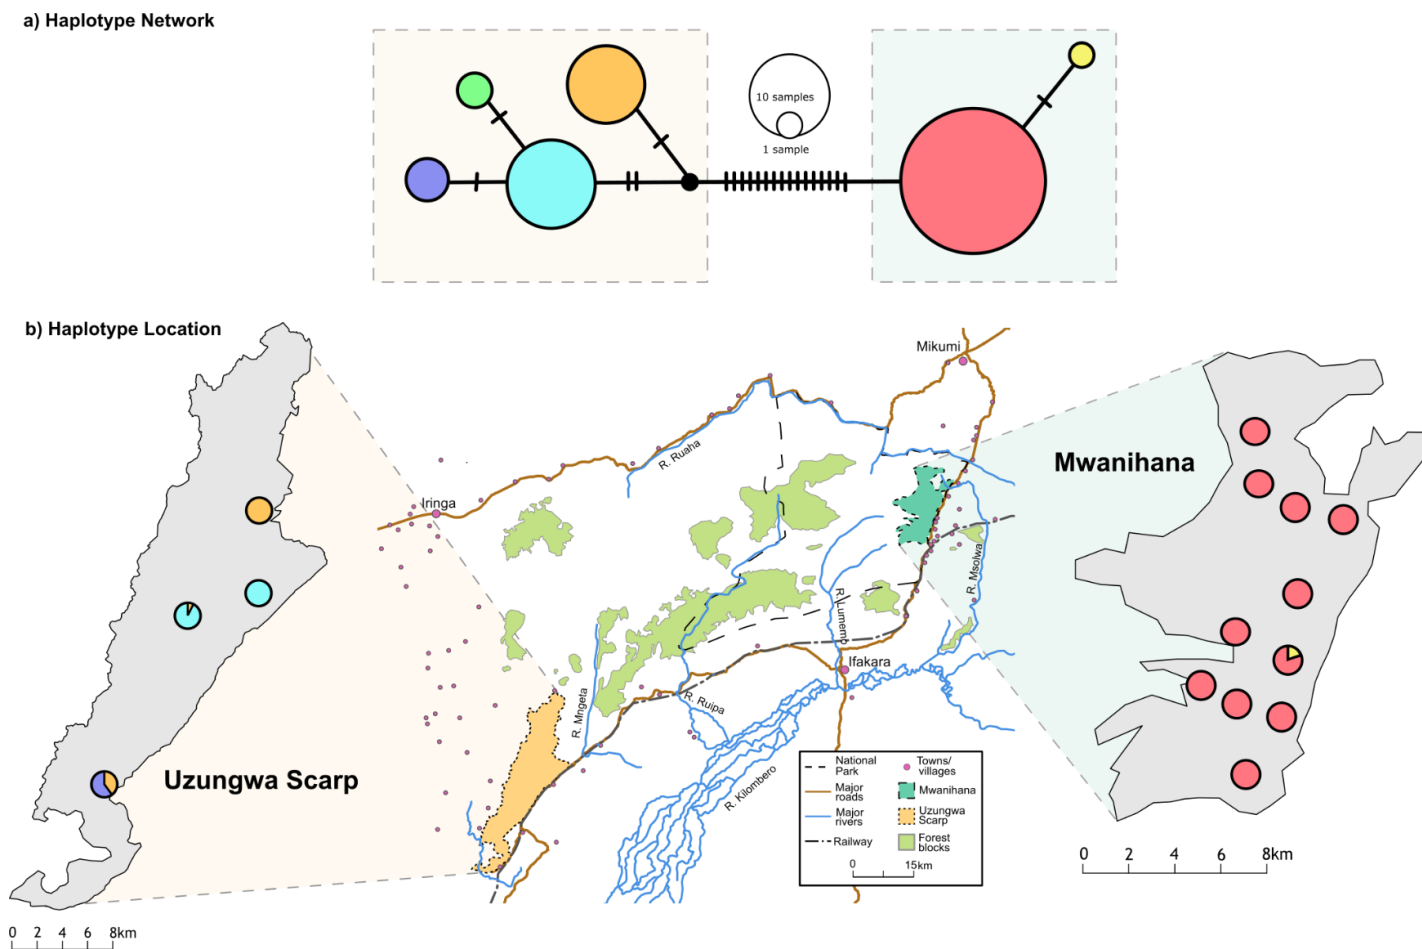 a) Haplotype Network
10 samples
1 sample
b) Haplotype Location
Mikumi
R. Ruaha
Iringa
Mwanihana
R. Msolwa
R. Lumemo
Ifakara
R. Mngeta
R. Ruipa
Uzungwa Scarp
R. Kilombero
National
Park
Major
roads
Major
rivers
Railway
Towns/
villages
Mwanihana
Uzungwa
Scarp
Forest
blocks
0 15km
0 2 4 6 8km
0 2 4 6 8km